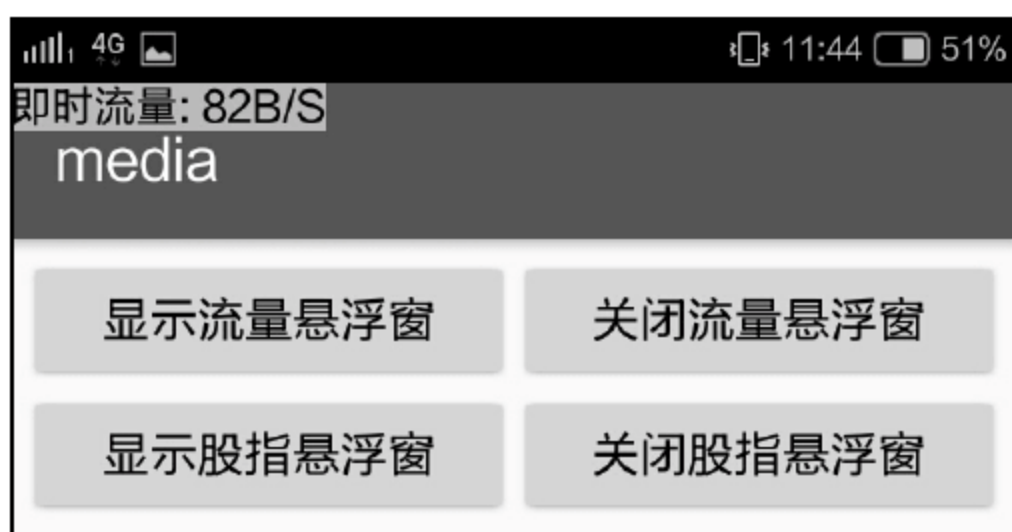 1 4G 11:44 51%
即时流量: 82B/S
media
显示流量悬浮窗 关闭流量悬浮窗
显示股指悬浮窗 关闭股指悬浮窗